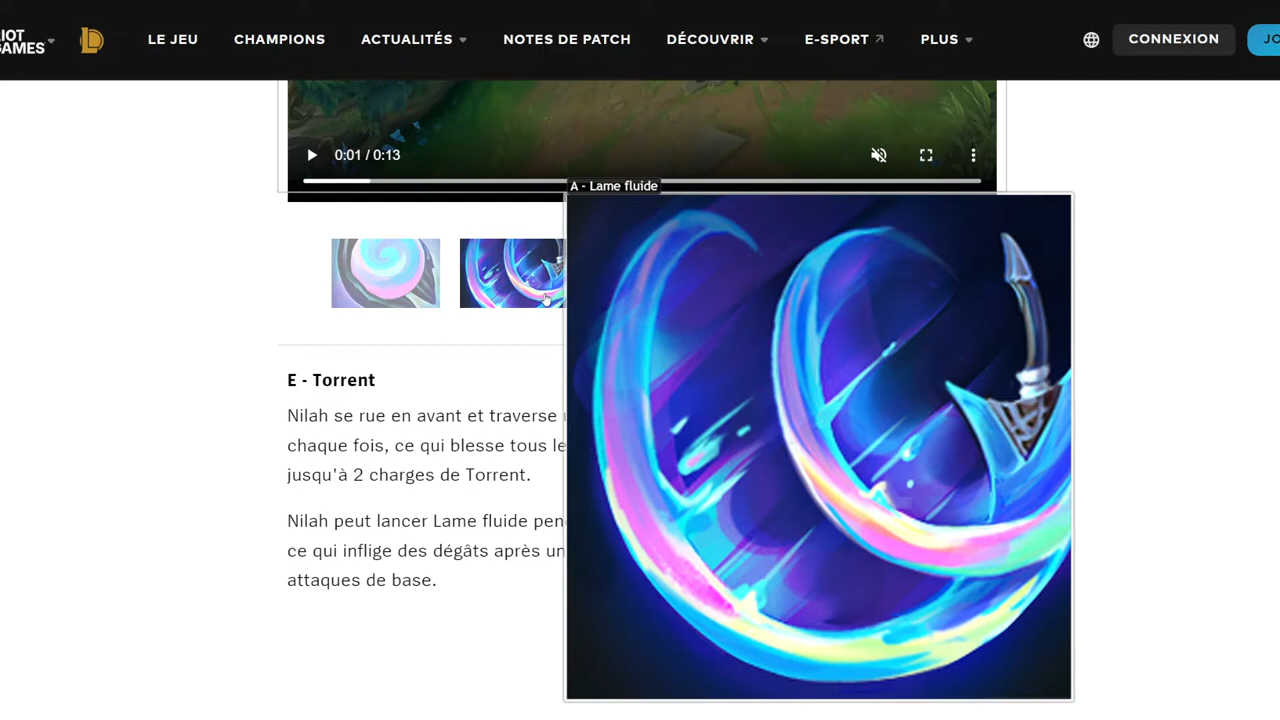 IOT
GAMES
LE JEU
CHAMPIONS
ACTUALITÉS
NOTES DE PATCH
DÉCOUVRIR
E-SPORT
PLUS
CONNEXION
JO
0:01 / 0:13
A - Lame fluide
E - Torrent
Nilah se rue en avant et traverse
chaque fois, ce qui blesse tous le
jusqu'à 2 charges de Torrent.
Nilah peut lancer Lame fluide pen
ce qui inflige des dégâts après un
attaques de base.